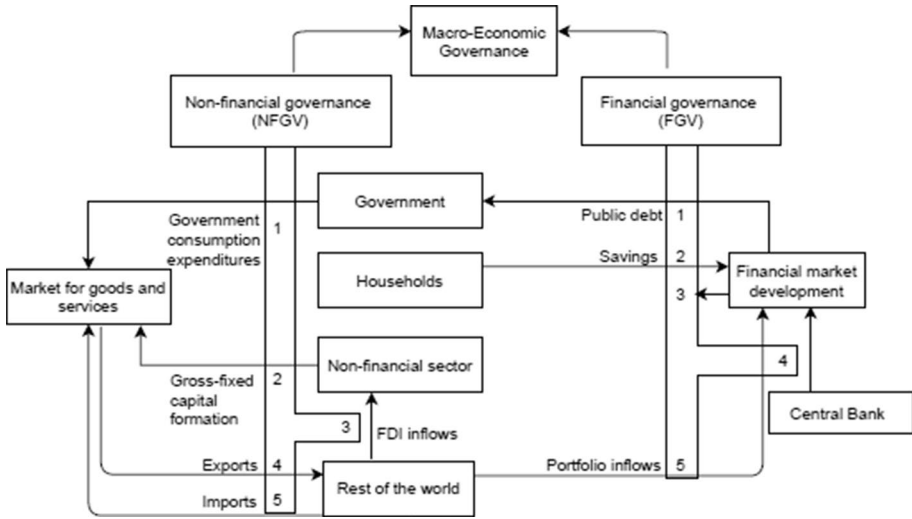 Macro-Economic
Governance
Non-financial governance
(NFGV)
Financial governance
(FGV)
Government
Government
consumption
expenditures
1
Public debt
1
Households
Savings
2
Market for goods and
services
3
Financial market
development
Non-financial sector
Gross-fixed
capital
formation
2
4
3
FDI inflows
Central Bank
Exports
4
Rest of the world
Portfolio inflows
5
Imports
5